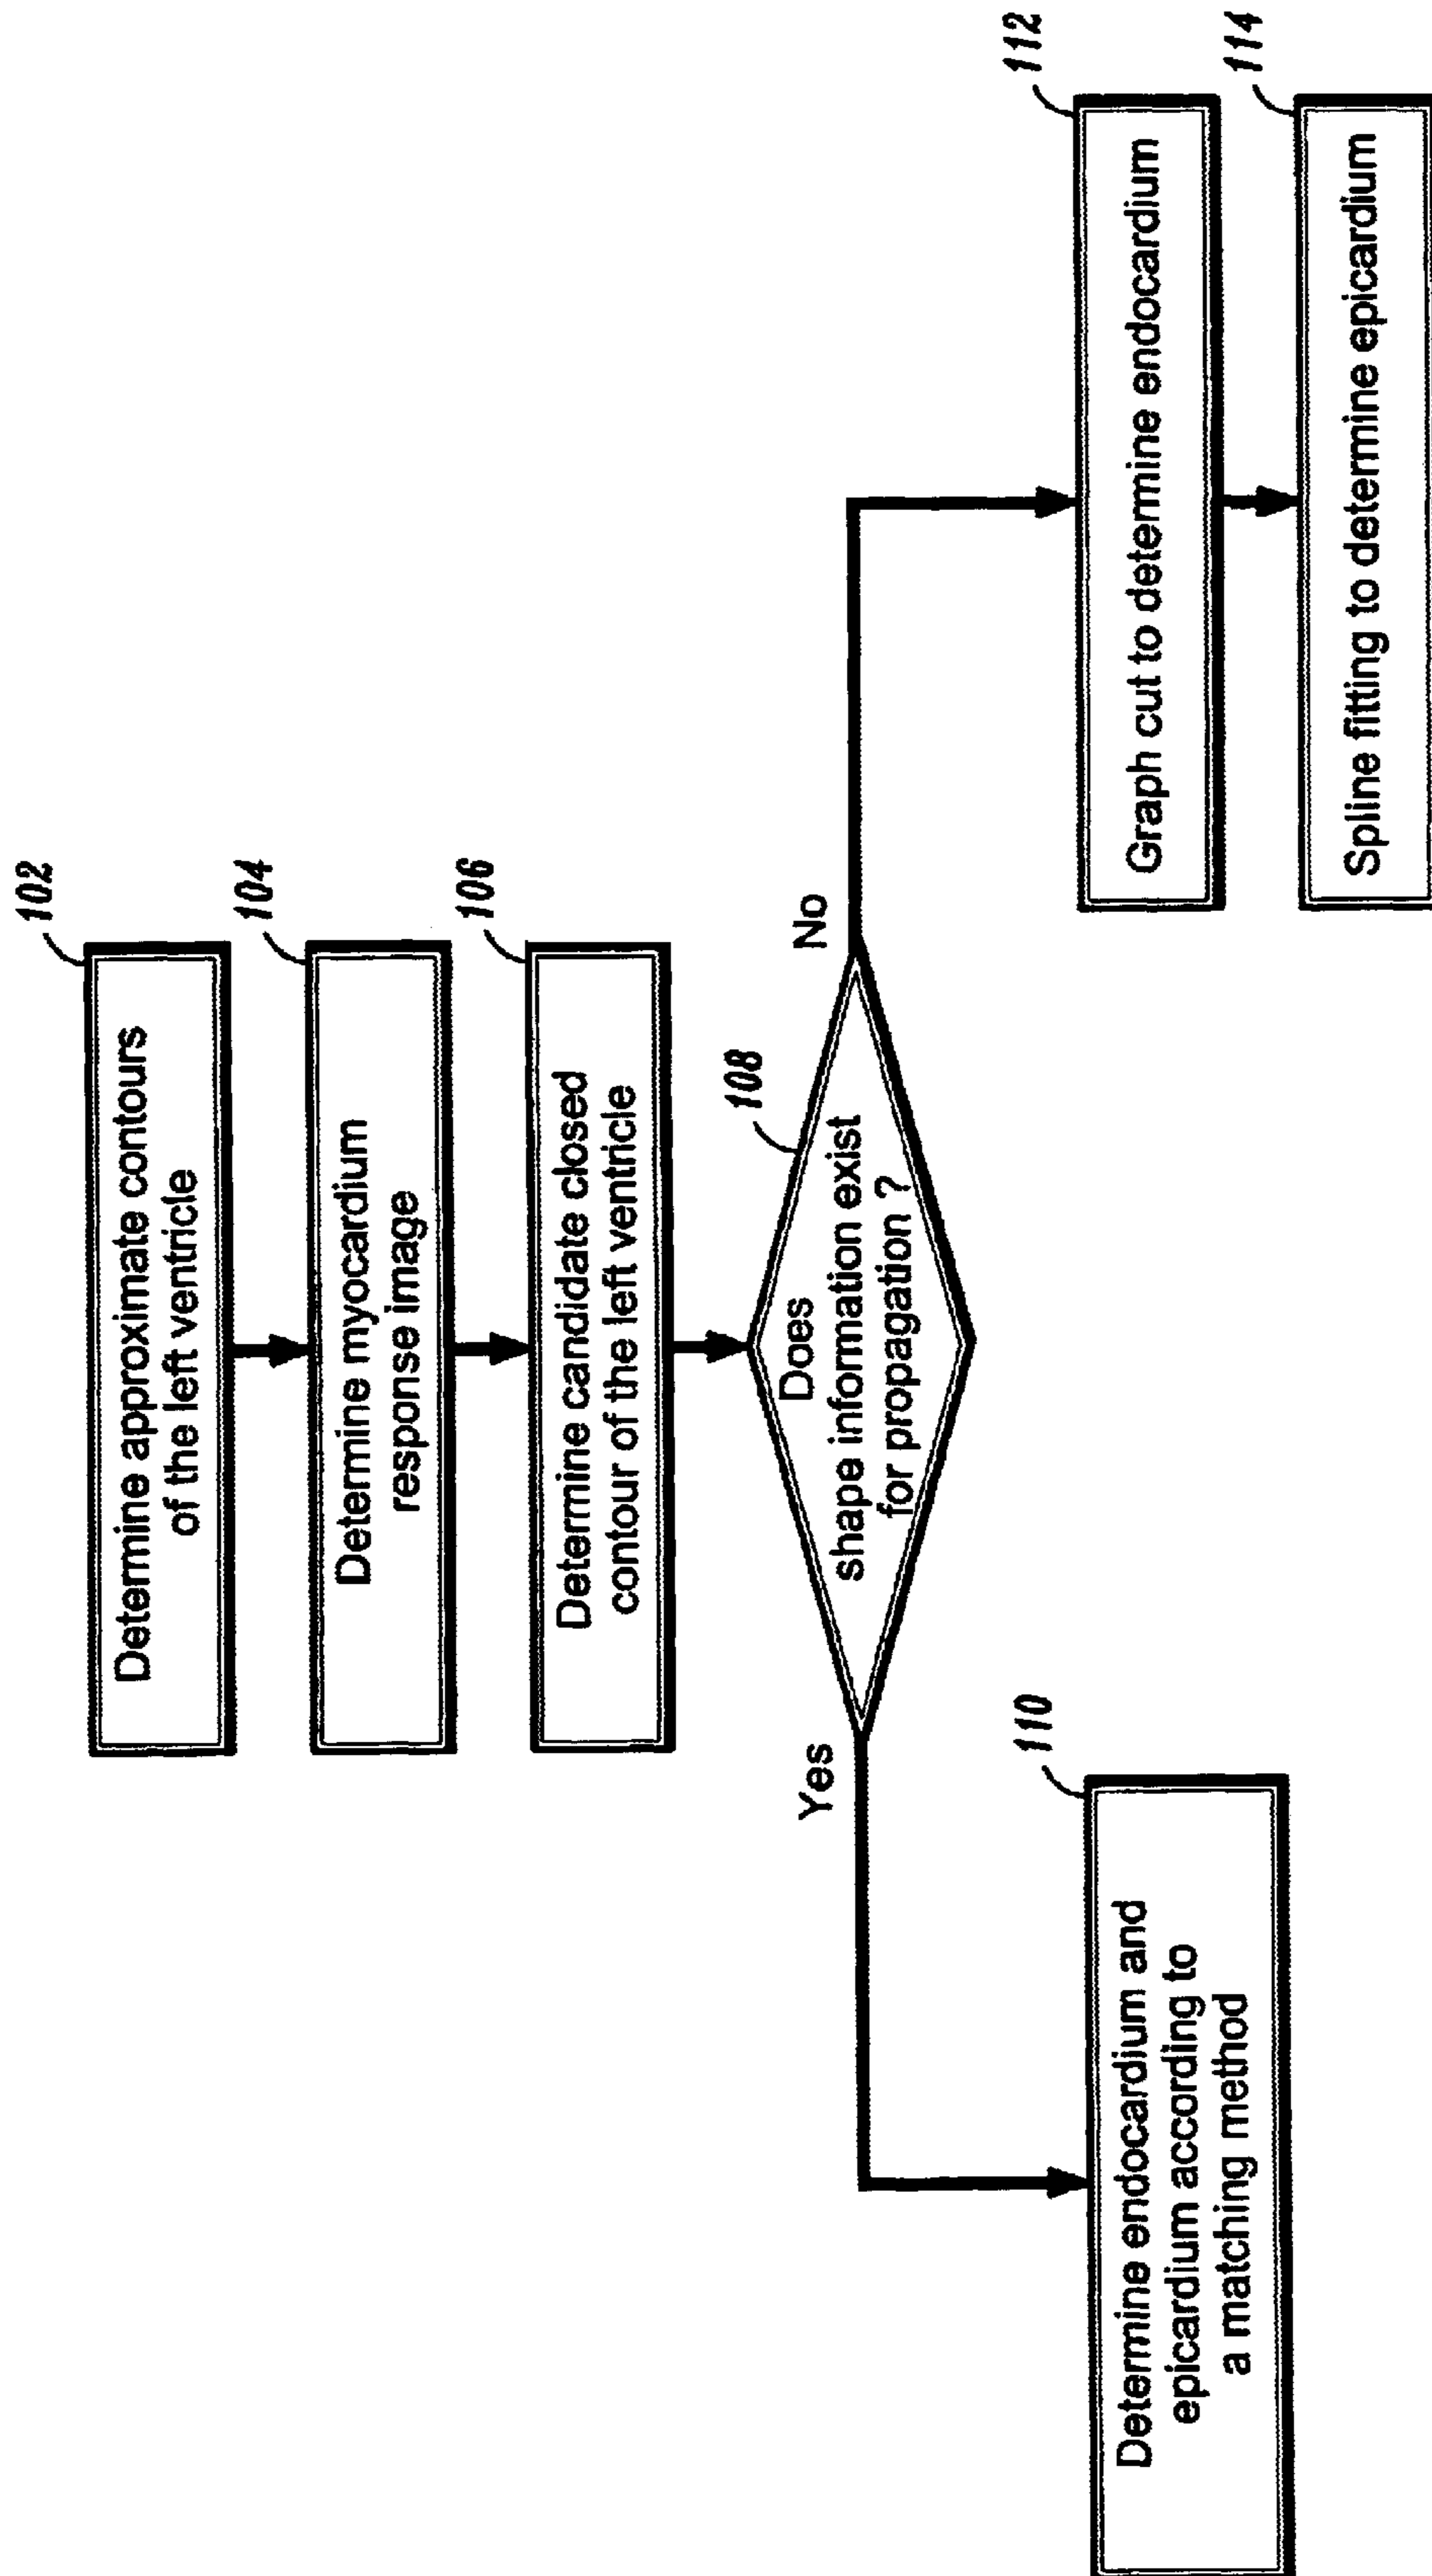 102
Determine approximate contours
of the left ventricle
104
Determine myocardium
response image
106
Determine candidate closed
contour of the left ventricle
108
Does
shape information exist
for propagation ?
Yes
No
110
Determine endocardium and
epicardium according to
a matching method
112
Graph cut to determine endocardium
114
Spline fitting to determine epicardium